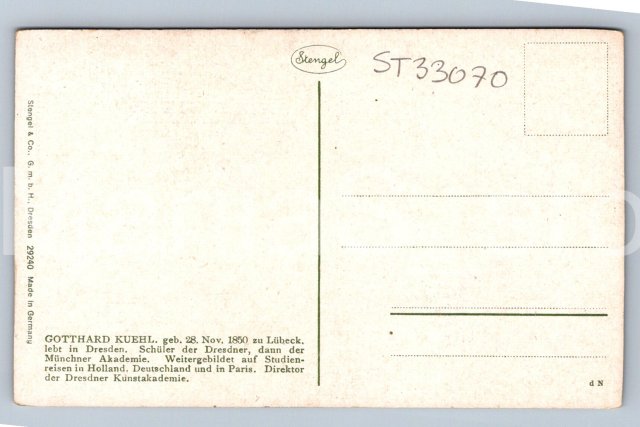 Stengel
ST33070
Stengel & Co., G. m. b. H., Dresden 29240 Made in Germany
GOTTHARD KUEHL, geb. 28. Nov. 1850 zu Lübeck,
lebt in Dresden. Schüler der Dresdner, dann der
Münchner Akademie. Weitergebildet auf Studien-
reisen in Holland, Deutschland und in Paris. Direktor
der Dresdner Kunstakademie.
d N